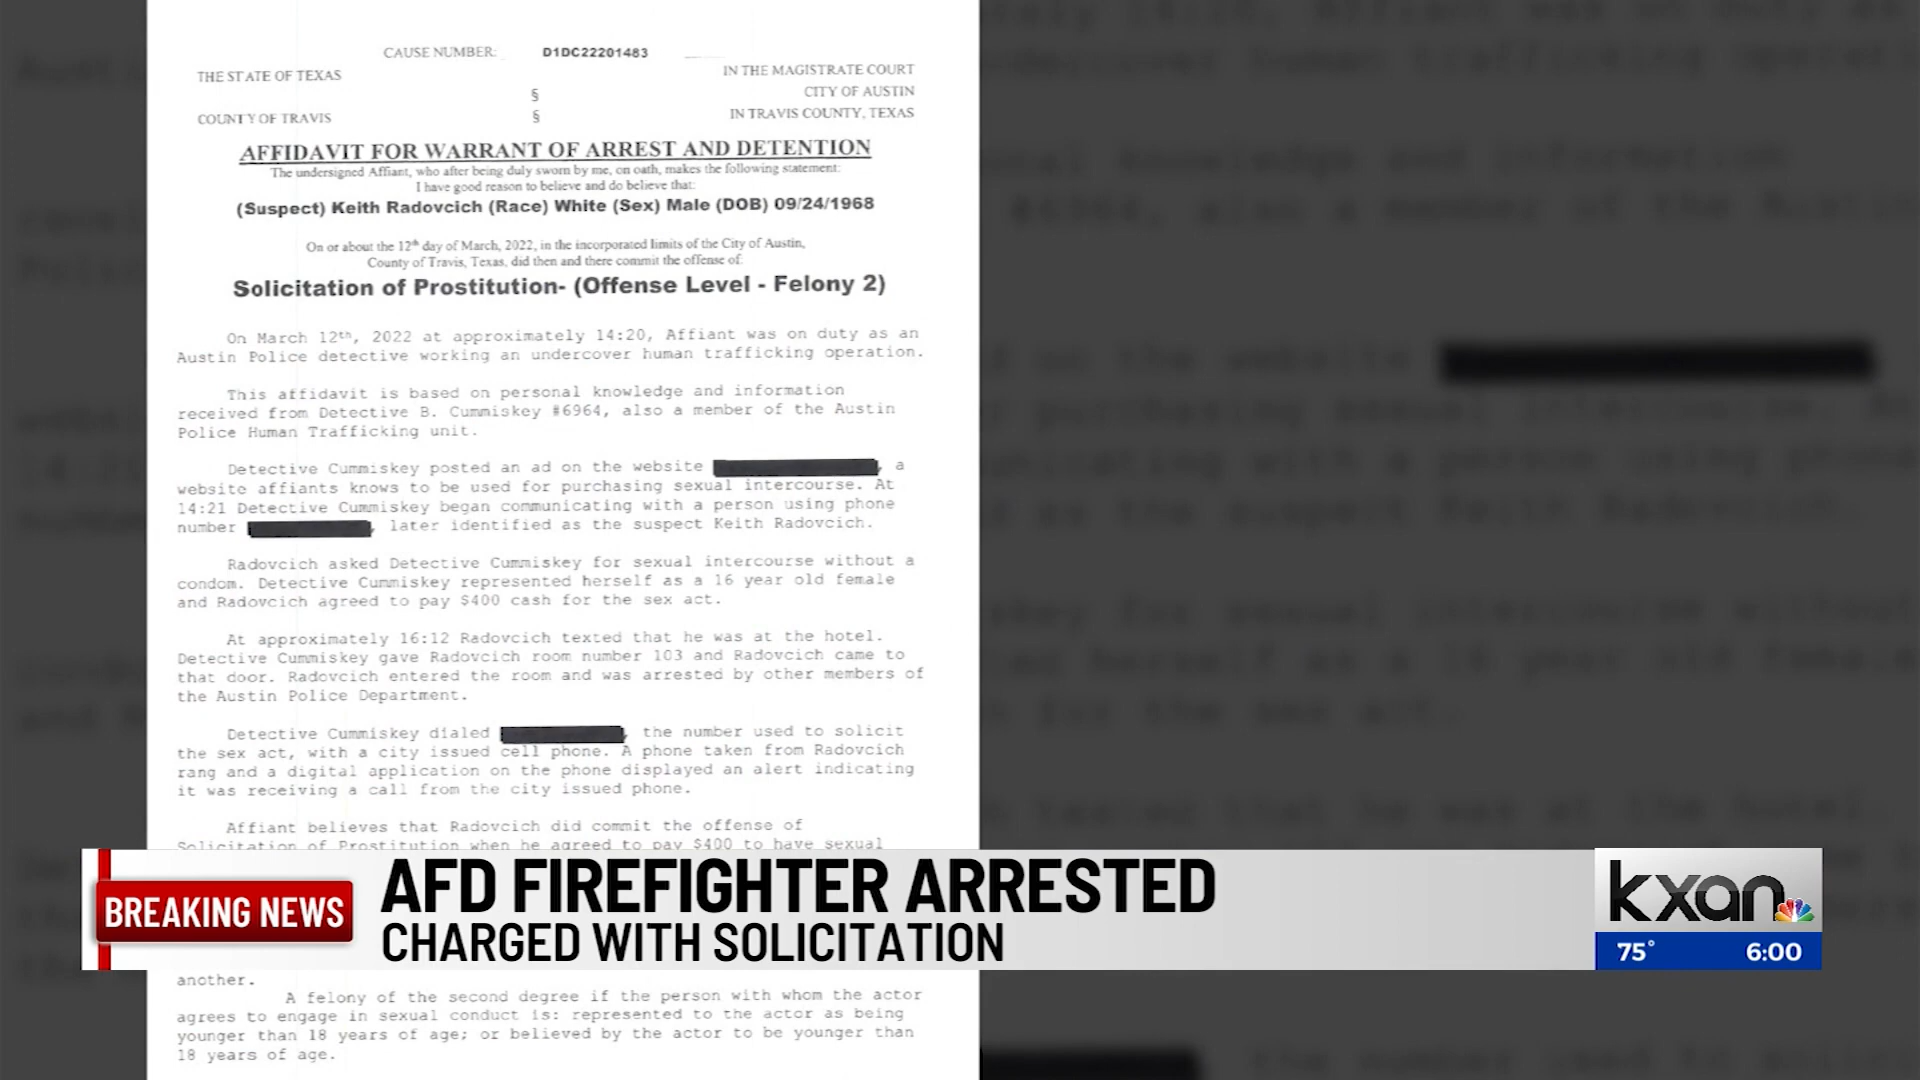 CAUSE NUMBER: D1DC22201483
THE STATE OF TEXAS
IN THE MAGISTRATE COURT
§
CITY OF AUSTIN
COUNTY OF TRAVIS
§
IN TRAVIS COUNTY, TEXAS
AFFIDAVIT FOR WARRANT OF ARREST AND DETENTION
The undersigned Affiant, who after being duly sworn by me, on oath, makes the following statement:
I have good reason to believe and do believe that:
(Suspect) Keith Radovcich (Race) White (Sex) Male (DOB) 09/24/1968
On or about the 12th day of March, 2022, in the incorporated limits of the City of Austin,
County of Travis, Texas, did then and there commit the offense of:
Solicitation of Prostitution- (Offense Level - Felony 2)
On March 12th, 2022 at approximately 14:20, Affiant was on duty as an
Austin Police detective working an undercover human trafficking operation.
This affidavit is based on personal knowledge and information
received from Detective B. Cummiskey #6964, also a member of the Austin
Police Human Trafficking unit.
Detective Cummiskey posted an ad on the website , a
website affiants knows to be used for purchasing sexual intercourse. At
14:21 Detective Cummiskey began communicating with a person using phone
number , later identified as the suspect Keith Radovcich.
Radovcich asked Detective Cummiskey for sexual intercourse without a
condom. Detective Cummiskey represented herself as a 16 year old female
and Radovcich agreed to pay $400 cash for the sex act.
At approximately 16:12 Radovcich texted that he was at the hotel.
Detective Cummiskey gave Radovcich room number 103 and Radovcich came to
that door. Radovcich entered the room and was arrested by other members of
the Austin Police Department.
Detective Cummiskey dialed , the number used to solicit
the sex act, with a city issued cell phone. A phone taken from Radovcich
rang and a digital application on the phone displayed an alert indicating
it was receiving a call from the city issued phone.
Affiant believes that Radovcich did commit the offense of
Solicitation of Prostitution when he agreed to pay $400 to have sexual
BREAKING NEWS
AFD FIREFIGHTER ARRESTED
CHARGED WITH SOLICITATION
kxan
75° 6:00
another.
A felony of the second degree if the person with whom the actor
agrees to engage in sexual conduct is: represented to the actor as being
younger than 18 years of age; or believed by the actor to be younger than
18 years of age.